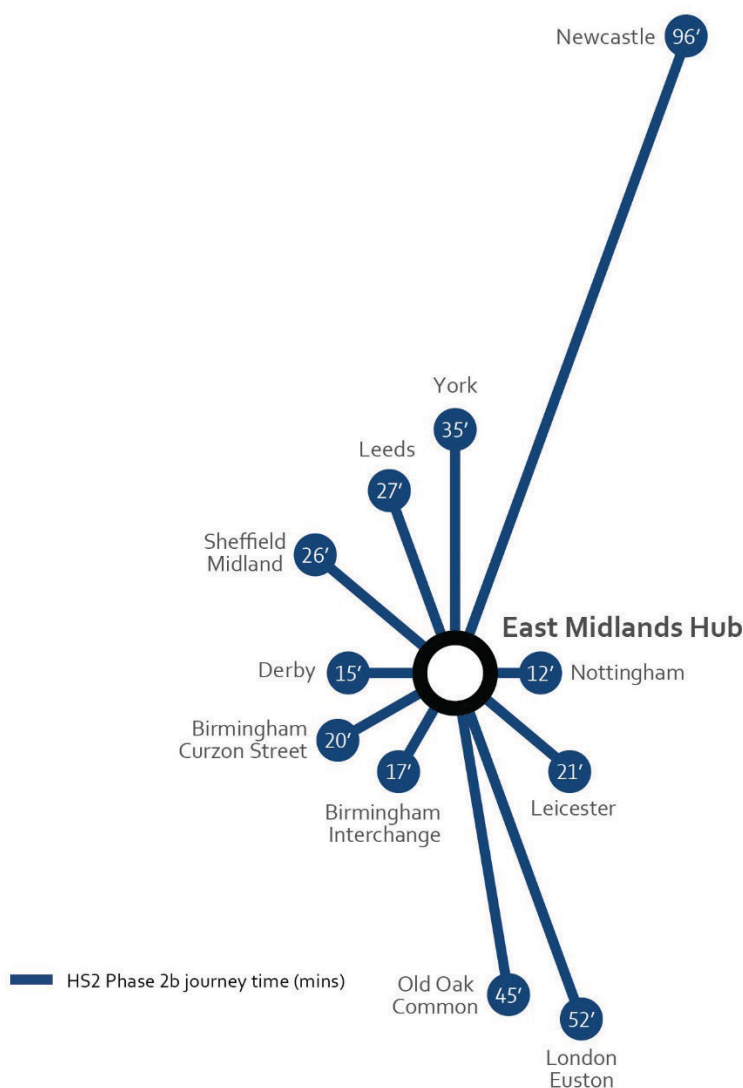 Newcastle
96’
York
35’
Leeds
27’
Sheffield
Midland
26’
East Midlands Hub
Derby
15’
12’
Nottingham
Birmingham
Curzon Street
20’
17’
Birmingham
Interchange
21’
Leicester
HS2 Phase 2b journey time (mins)
Old Oak
Common
45’
52’
London
Euston